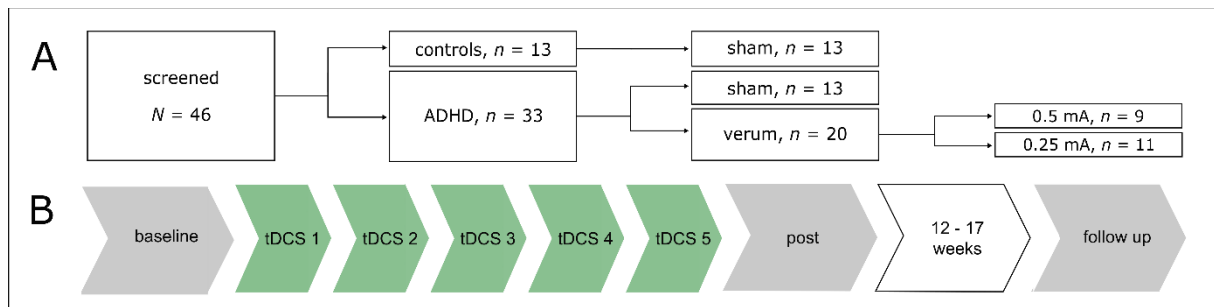 A
screened
N = 46
controls, n = 13
ADHD, n = 33
sham, n = 13
sham, n = 13
verum, n = 20
0.5 mA, n = 9
0.25 mA, n = 11
B
baseline
tDCS 1
tDCS 2
tDCS 3
tDCS 4
tDCS 5
post
12 - 17
weeks
follow up